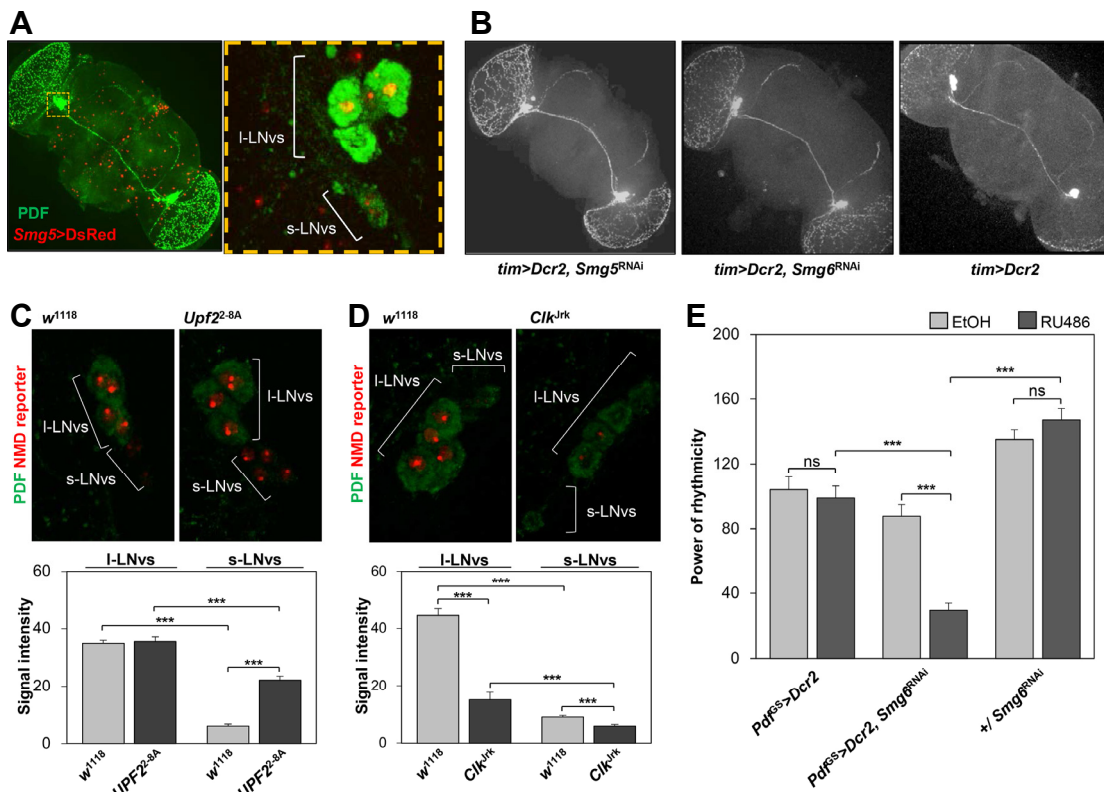 A
PDF
Smg5>DsRed
l-LNvs
s-LNvs
B
tim>Dcr2, Smg5ᴿᴺᴬⁱ
tim>Dcr2, Smg6ᴿᴺᴬⁱ
tim>Dcr2
C
w¹¹¹⁸
Upf2²⁻⁸ᴬ
PDF NMD reporter
l-LNvs
s-LNvs
l-LNvs
s-LNvs
l-LNvs
s-LNvs
Signal intensity
60
40
20
0
***
***
***
w¹¹¹⁸
UPF2²⁻⁸ᴬ
w¹¹¹⁸
UPF2²⁻⁸ᴬ
D
w¹¹¹⁸
Clkᴶʳᵏ
PDF NMD reporter
s-LNvs
l-LNvs
l-LNvs
s-LNvs
l-LNvs
s-LNvs
Signal intensity
60
40
20
0
***
***
***
***
w¹¹¹⁸
Clkᴶʳᵏ
w¹¹¹⁸
Clkᴶʳᵏ
E
EtOH
RU486
Power of rhythmicity
200
160
120
80
40
0
ns
***
***
***
ns
Pdfᴳˢ>Dcr2
Pdfᴳˢ>Dcr2, Smg6ᴿᴺᴬⁱ
+/ Smg6ᴿᴺᴬⁱ